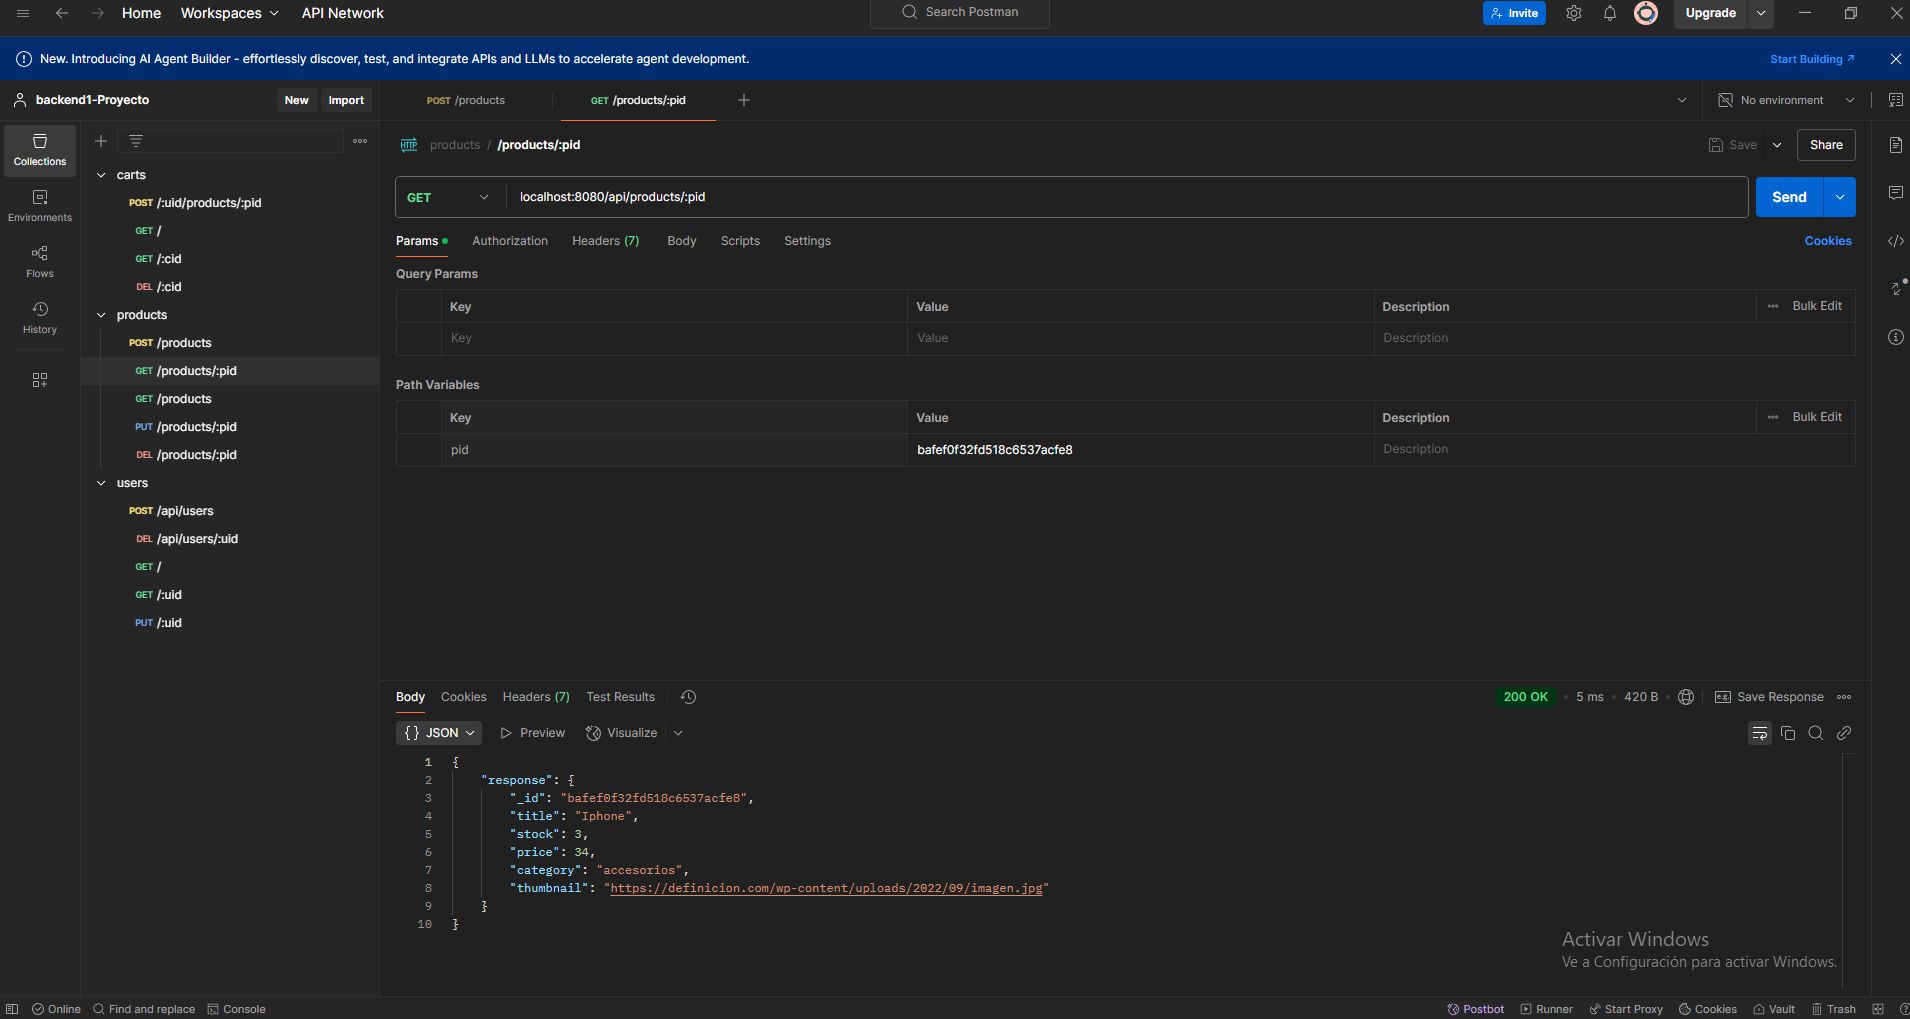 Home Workspaces API Network Search Postman Invite Upgrade
New. Introducing AI Agent Builder - effortlessly discover, test, and integrate APIs and LLMs to accelerate agent development. Start Building
backend1-Proyecto New Import POST /products GET /products/:pid No environment
Collections
Environments
Flows
History
carts
POST /:uid/products/:pid
GET /
GET /:cid
DEL /:cid
products
POST /products
GET /products/:pid
GET /products
PUT /products/:pid
DEL /products/:pid
users
POST /api/users
DEL /api/users/:uid
GET /
GET /:uid
PUT /:uid
HTTP products / /products/:pid Save Share
GET localhost:8080/api/products/:pid Send
Params Authorization Headers (7) Body Scripts Settings Cookies
Query Params
Key Value Description Bulk Edit
Key Value Description
Path Variables
Key Value Description Bulk Edit
pid bafef0f32fd518c6537acfe8 Description
Body Cookies Headers (7) Test Results 200 OK 5 ms 420 B e.g. Save Response
{} JSON Preview Visualize
1 {
2 "response": {
3 "_id": "bafef0f32fd518c6537acfe8",
4 "title": "Iphone",
5 "stock": 3,
6 "price": 34,
7 "category": "accesorios",
8 "thumbnail": "https://definicion.com/wp-content/uploads/2022/09/imagen.jpg"
9 }
10 }
Activar Windows
Ve a Configuración para activar Windows.
Online Find and replace Console Postbot Runner Start Proxy Cookies Vault Trash